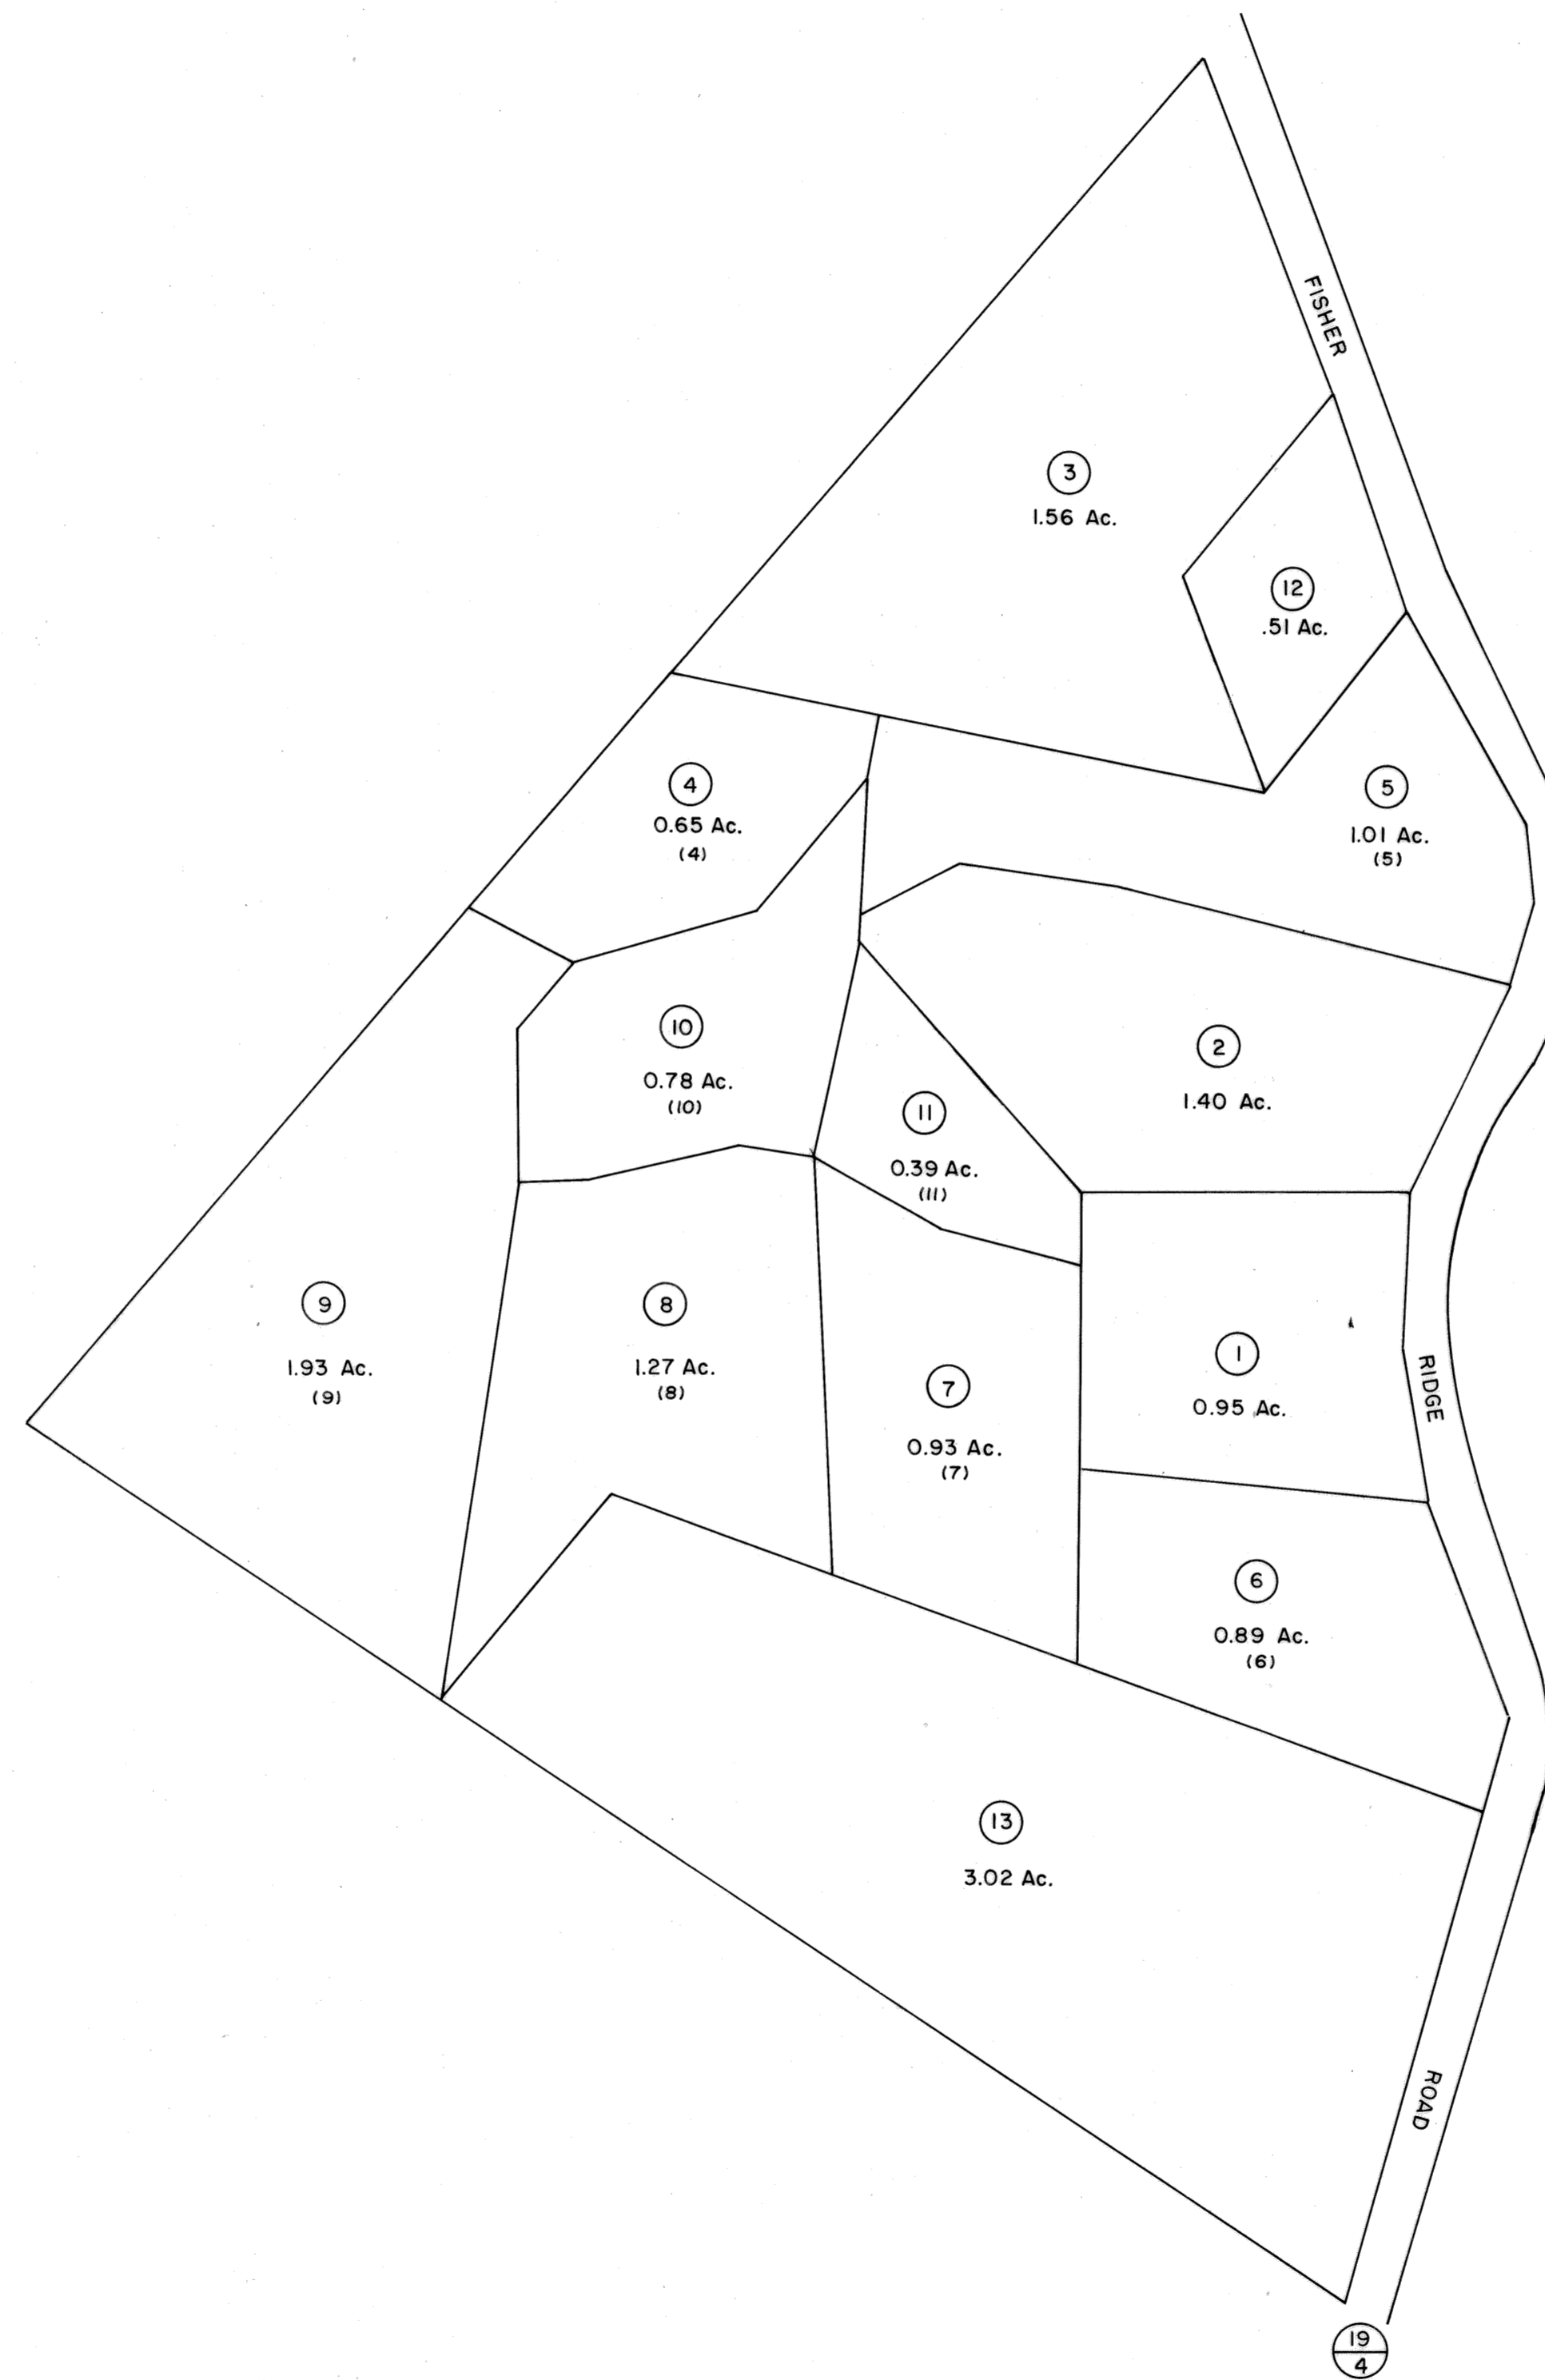 FISHER
3
1.56 Ac.
12
.51 Ac.
4
0.65 Ac.
(4)
5
1.01 Ac.
(5)
10
0.78 Ac.
(10)
2
1.40 Ac.
11
0.39 Ac.
(11)
9
1.93 Ac.
(9)
8
1.27 Ac.
(8)
7
0.93 Ac.
(7)
1
0.95 Ac.
RIDGE
6
0.89 Ac.
(6)
13
3.02 Ac.
ROAD
19
4